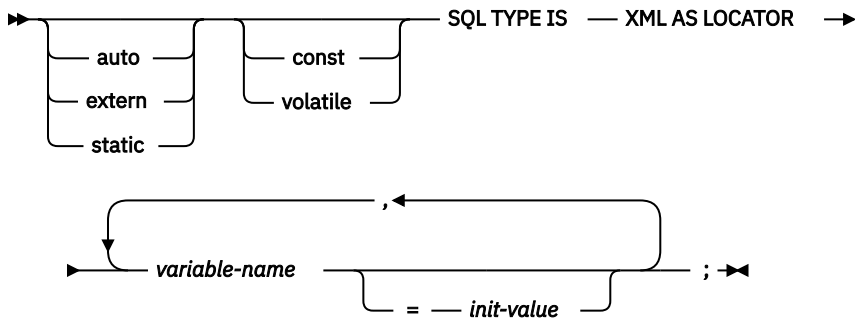 SQL TYPE IS XML AS LOCATOR
auto const
extern volatile
static
,
variable-name ;
= init-value